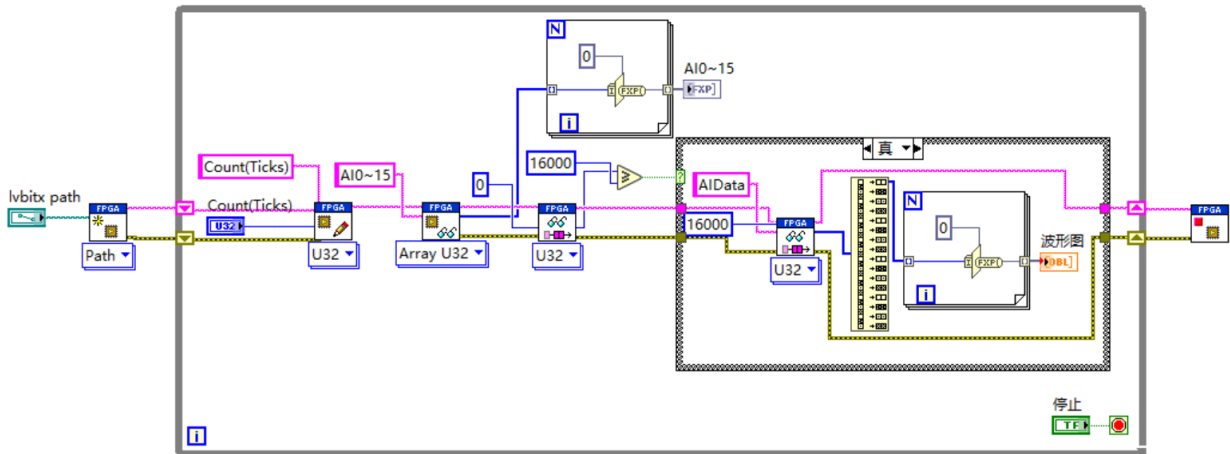 N
0
AI0~15
FXP[
FXP]
i
Count(Ticks)
AI0~15
16000
真
lvbitx path
FPGA
Path
Count(Ticks)
U32
FPGA
U32
FPGA
Array U32
0
FPGA
U32
?
AIData
16000
FPGA
U32
N
0
FXP[
i
波形图
DBL]
FPGA
停止
TF
i